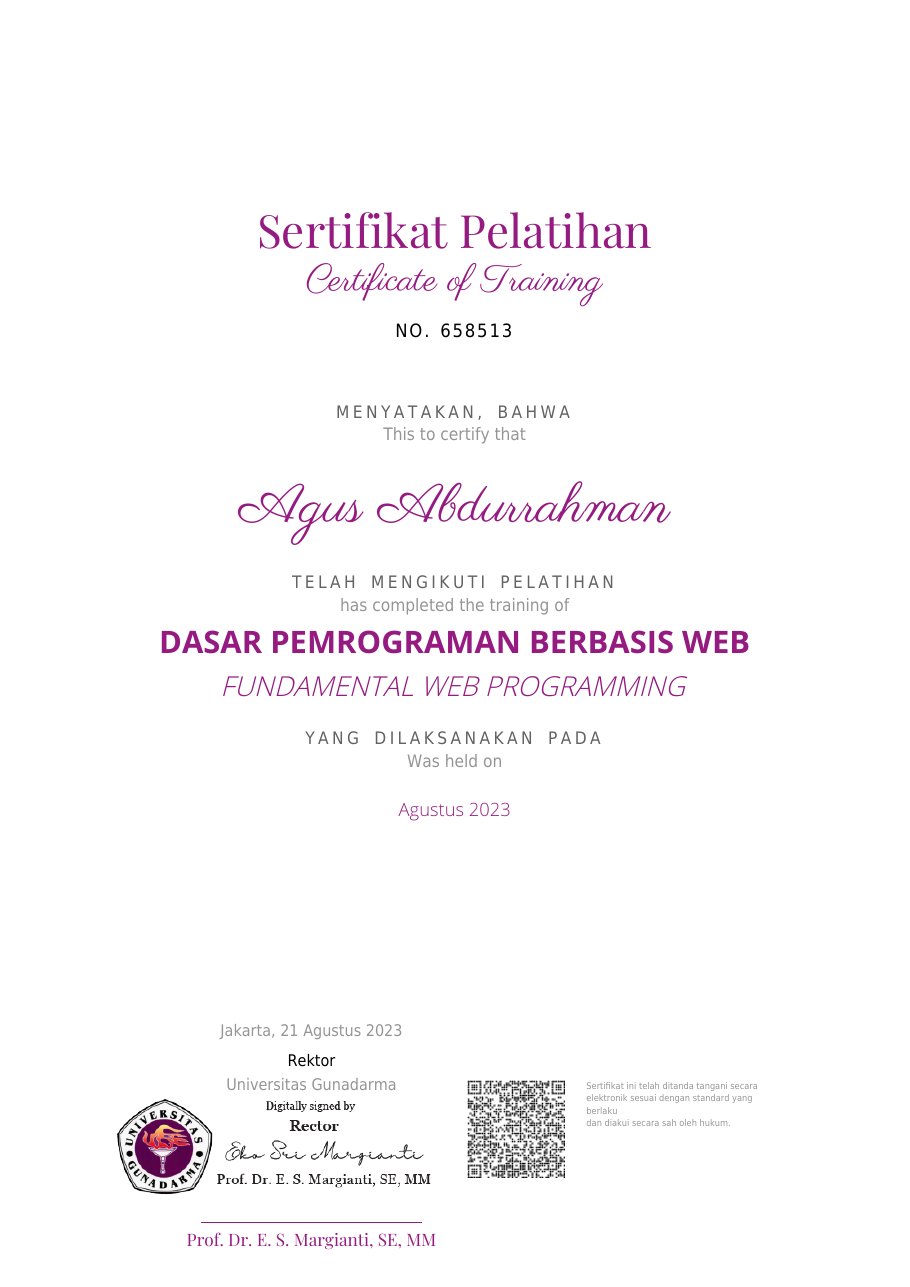 Sertifikat Pelatihan
Certificate of Training
NO. 658513
MENYATAKAN, BAHWA
This to certify that
Agus Abdurrahman
TELAH MENGIKUTI PELATIHAN
has completed the training of
DASAR PEMROGRAMAN BERBASIS WEB
FUNDAMENTAL WEB PROGRAMMING
YANG DILAKSANAKAN PADA
Was held on
Agustus 2023
Jakarta, 21 Agustus 2023
Rektor
Universitas Gunadarma
Digitally signed by
Rector
Eko Sri Margianti
Prof. Dr. E. S. Margianti, SE, MM
UNIVERSITAS
GUNADARMA
Prof. Dr. E. S. Margianti, SE, MM
Sertifikat ini telah ditanda tangani secara
elektronik sesuai dengan standard yang
berlaku
dan diakui secara sah oleh hukum.